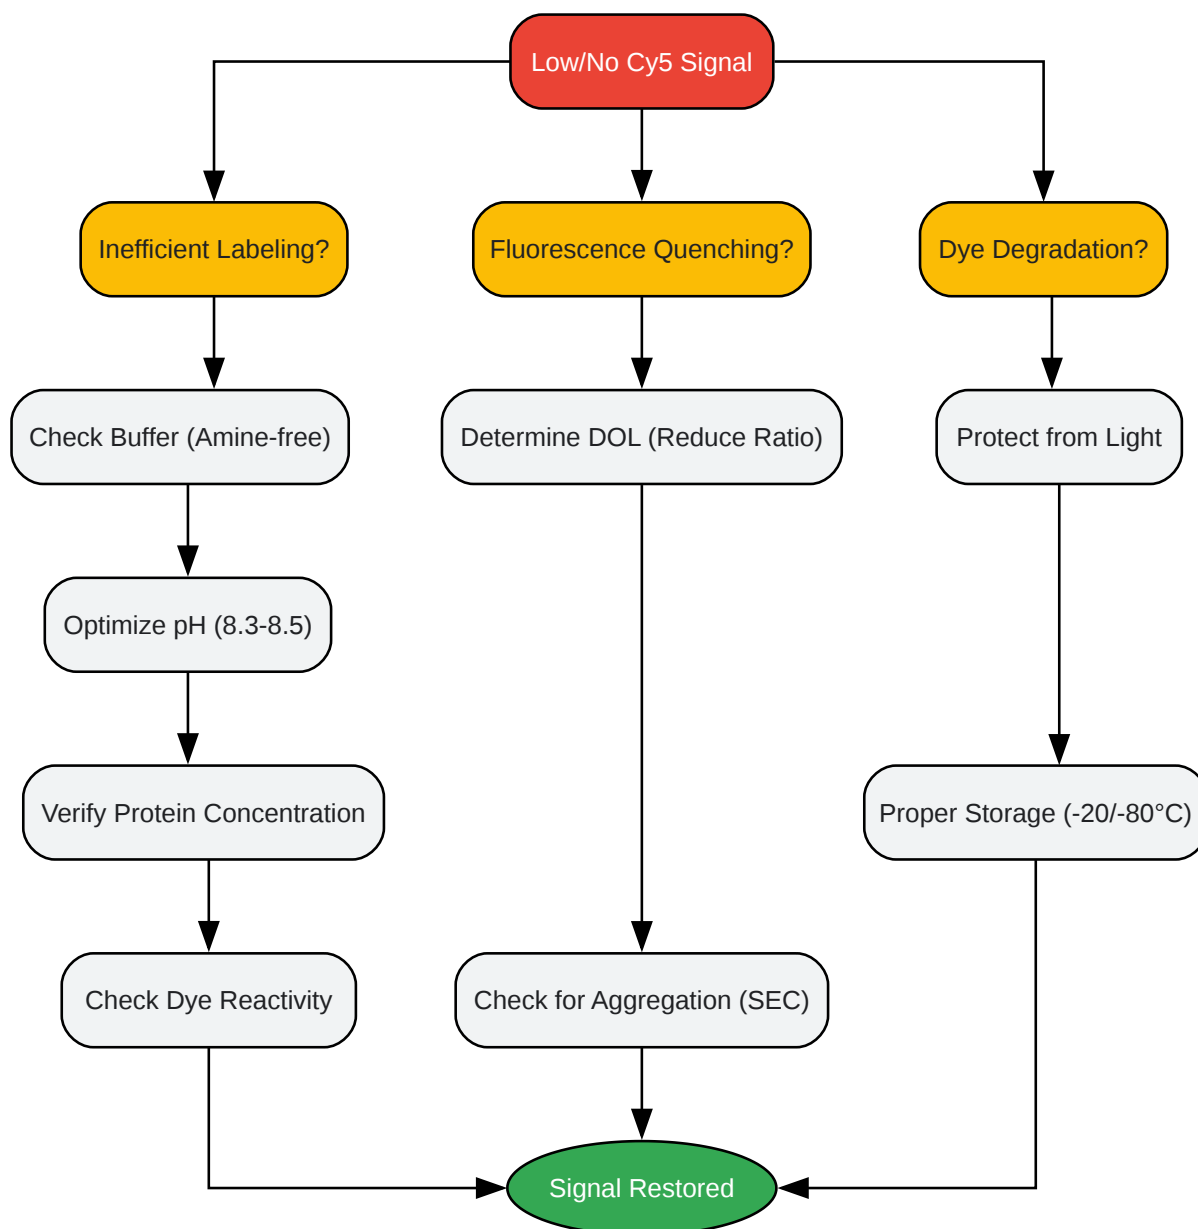 Low/No Cy5 Signal
Inefficient Labeling?
Fluorescence Quenching?
Dye Degradation?
Check Buffer (Amine-free)
Determine DOL (Reduce Ratio)
Protect from Light
Optimize pH (8.3-8.5)
Verify Protein Concentration
Proper Storage (-20/-80°C)
Check Dye Reactivity
Check for Aggregation (SEC)
Signal Restored